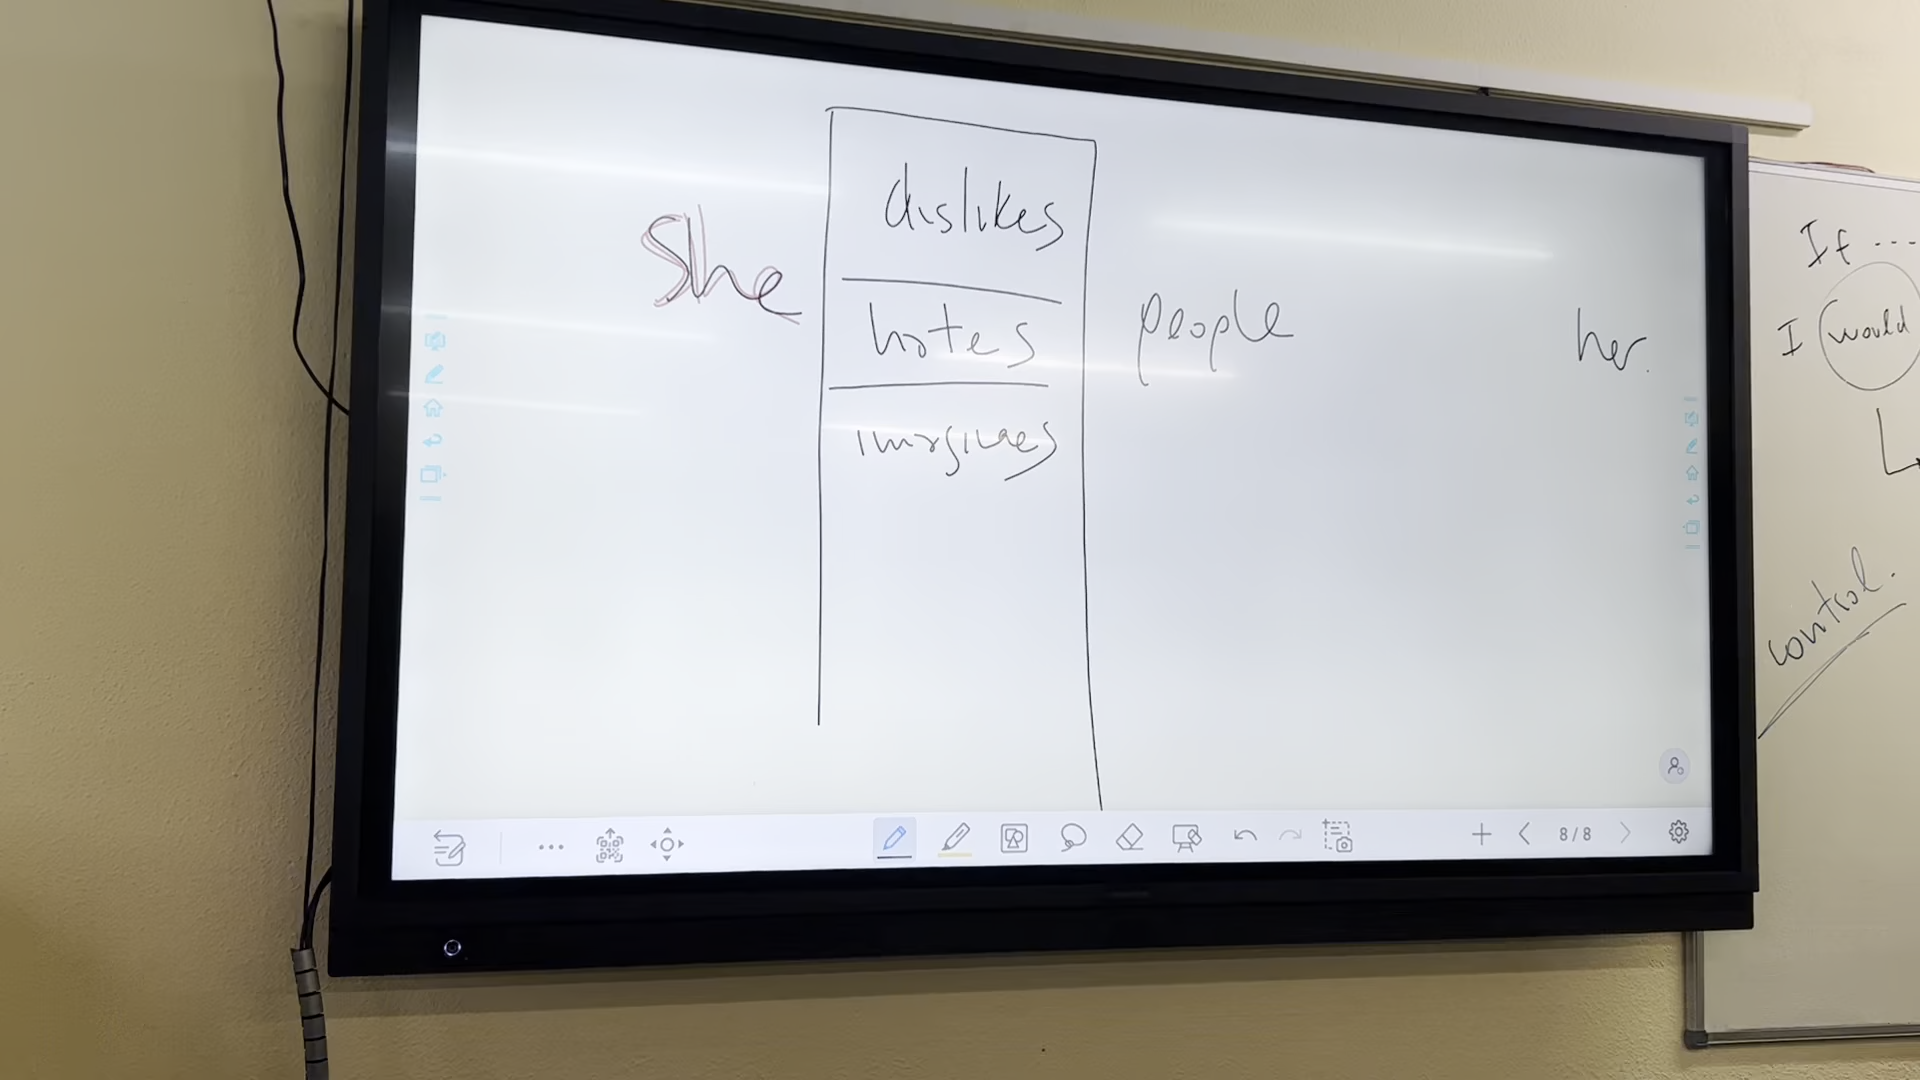 She
dislikes
hates
imagines
people
her.
8/8
If ....
I would
control.